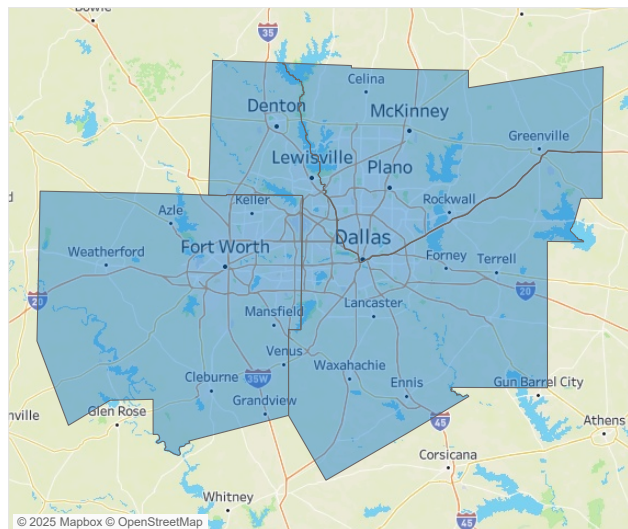 Bowie
35
Celina
Denton
McKinney
Greenville
Lewisville
Plano
Keller
Rockwall
Azle
Dallas
Weatherford
Fort Worth
Forney
Terrell
20
20
Mansfield
Lancaster
Venus
Waxahachie
35W
Cleburne
Ennis
Gun Barrel City
Grandview
nville
Glen Rose
45
Athens
Corsicana
Whitney
45
© 2025 Mapbox © OpenStreetMap